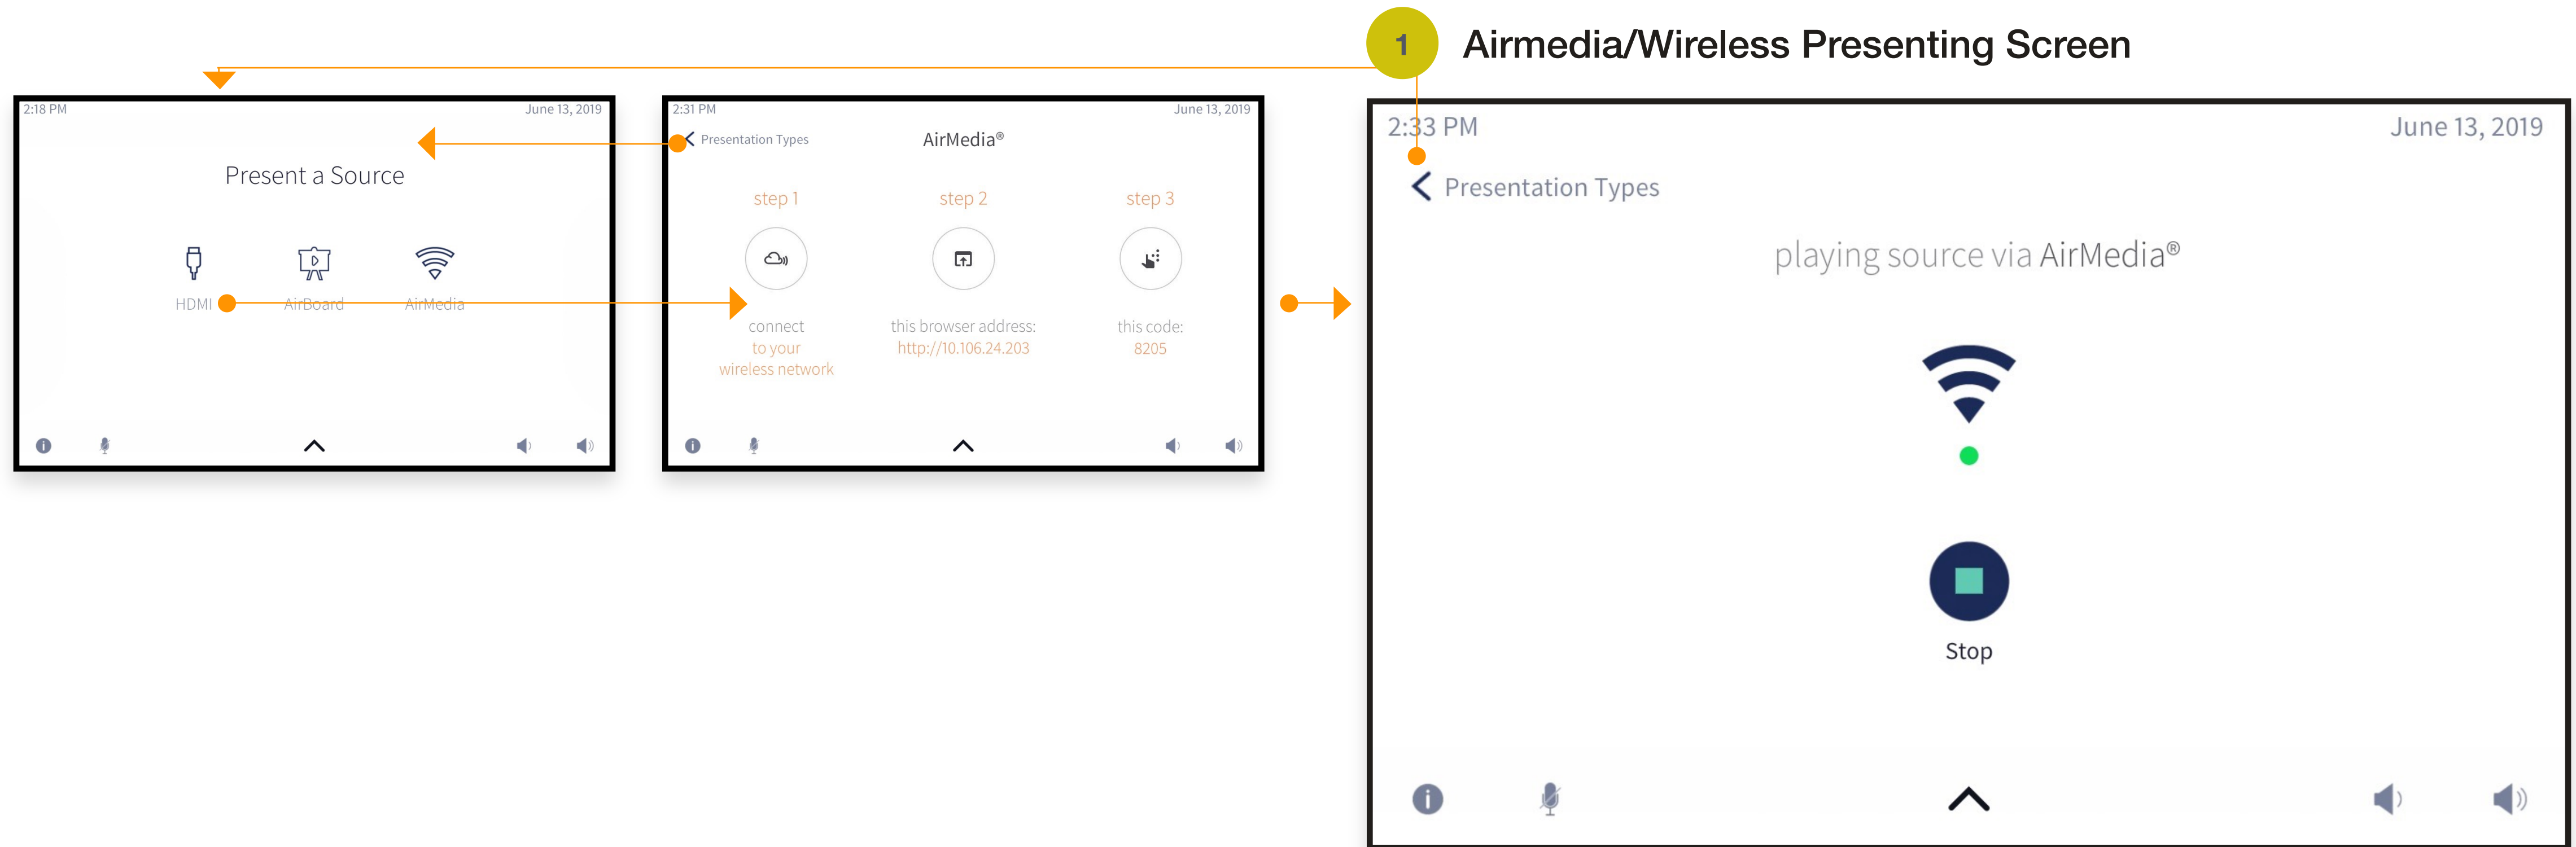 1 Airmedia/Wireless Presenting Screen
2:18 PM June 13, 2019
Present a Source
HDMI AirBoard AirMedia
2:31 PM June 13, 2019
Presentation Types AirMedia®
step 1 step 2 step 3
connect
to your
wireless network
this browser address:
http://10.106.24.203
this code:
8205
2:33 PM June 13, 2019
Presentation Types
playing source via AirMedia®
Stop